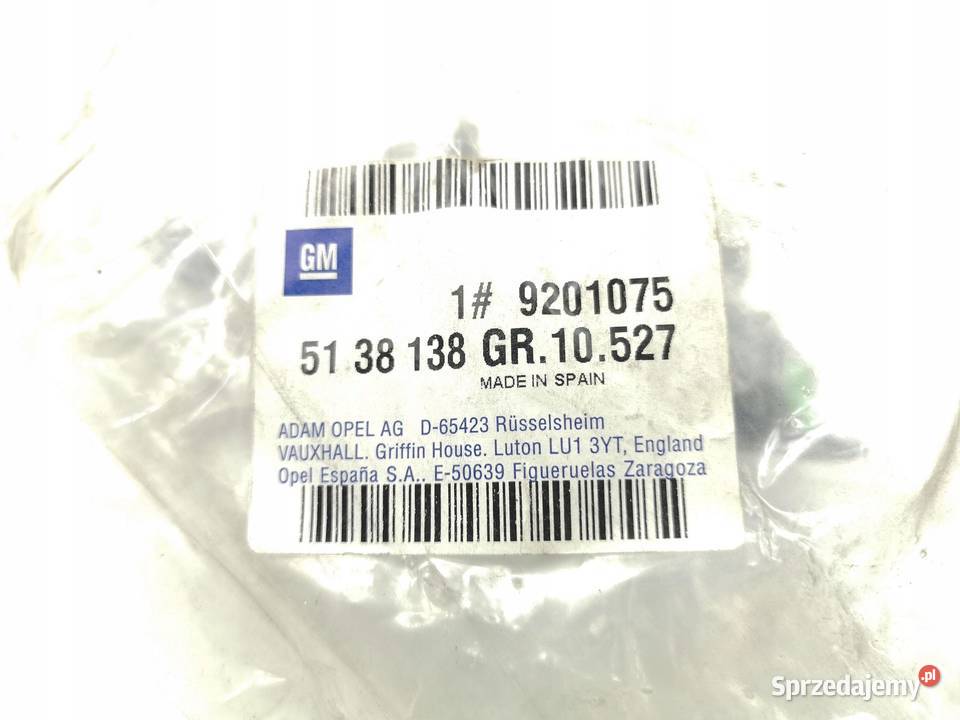 GM
1# 9201075
51 38 138 GR.10.527
MADE IN SPAIN
ADAM OPEL AG D-65423 Rüsselsheim
VAUXHALL. Griffin House. Luton LU1 3YT, England
Opel España S.A.. E-50639 Figueruelas Zaragoza
Sprzedajemy.pl